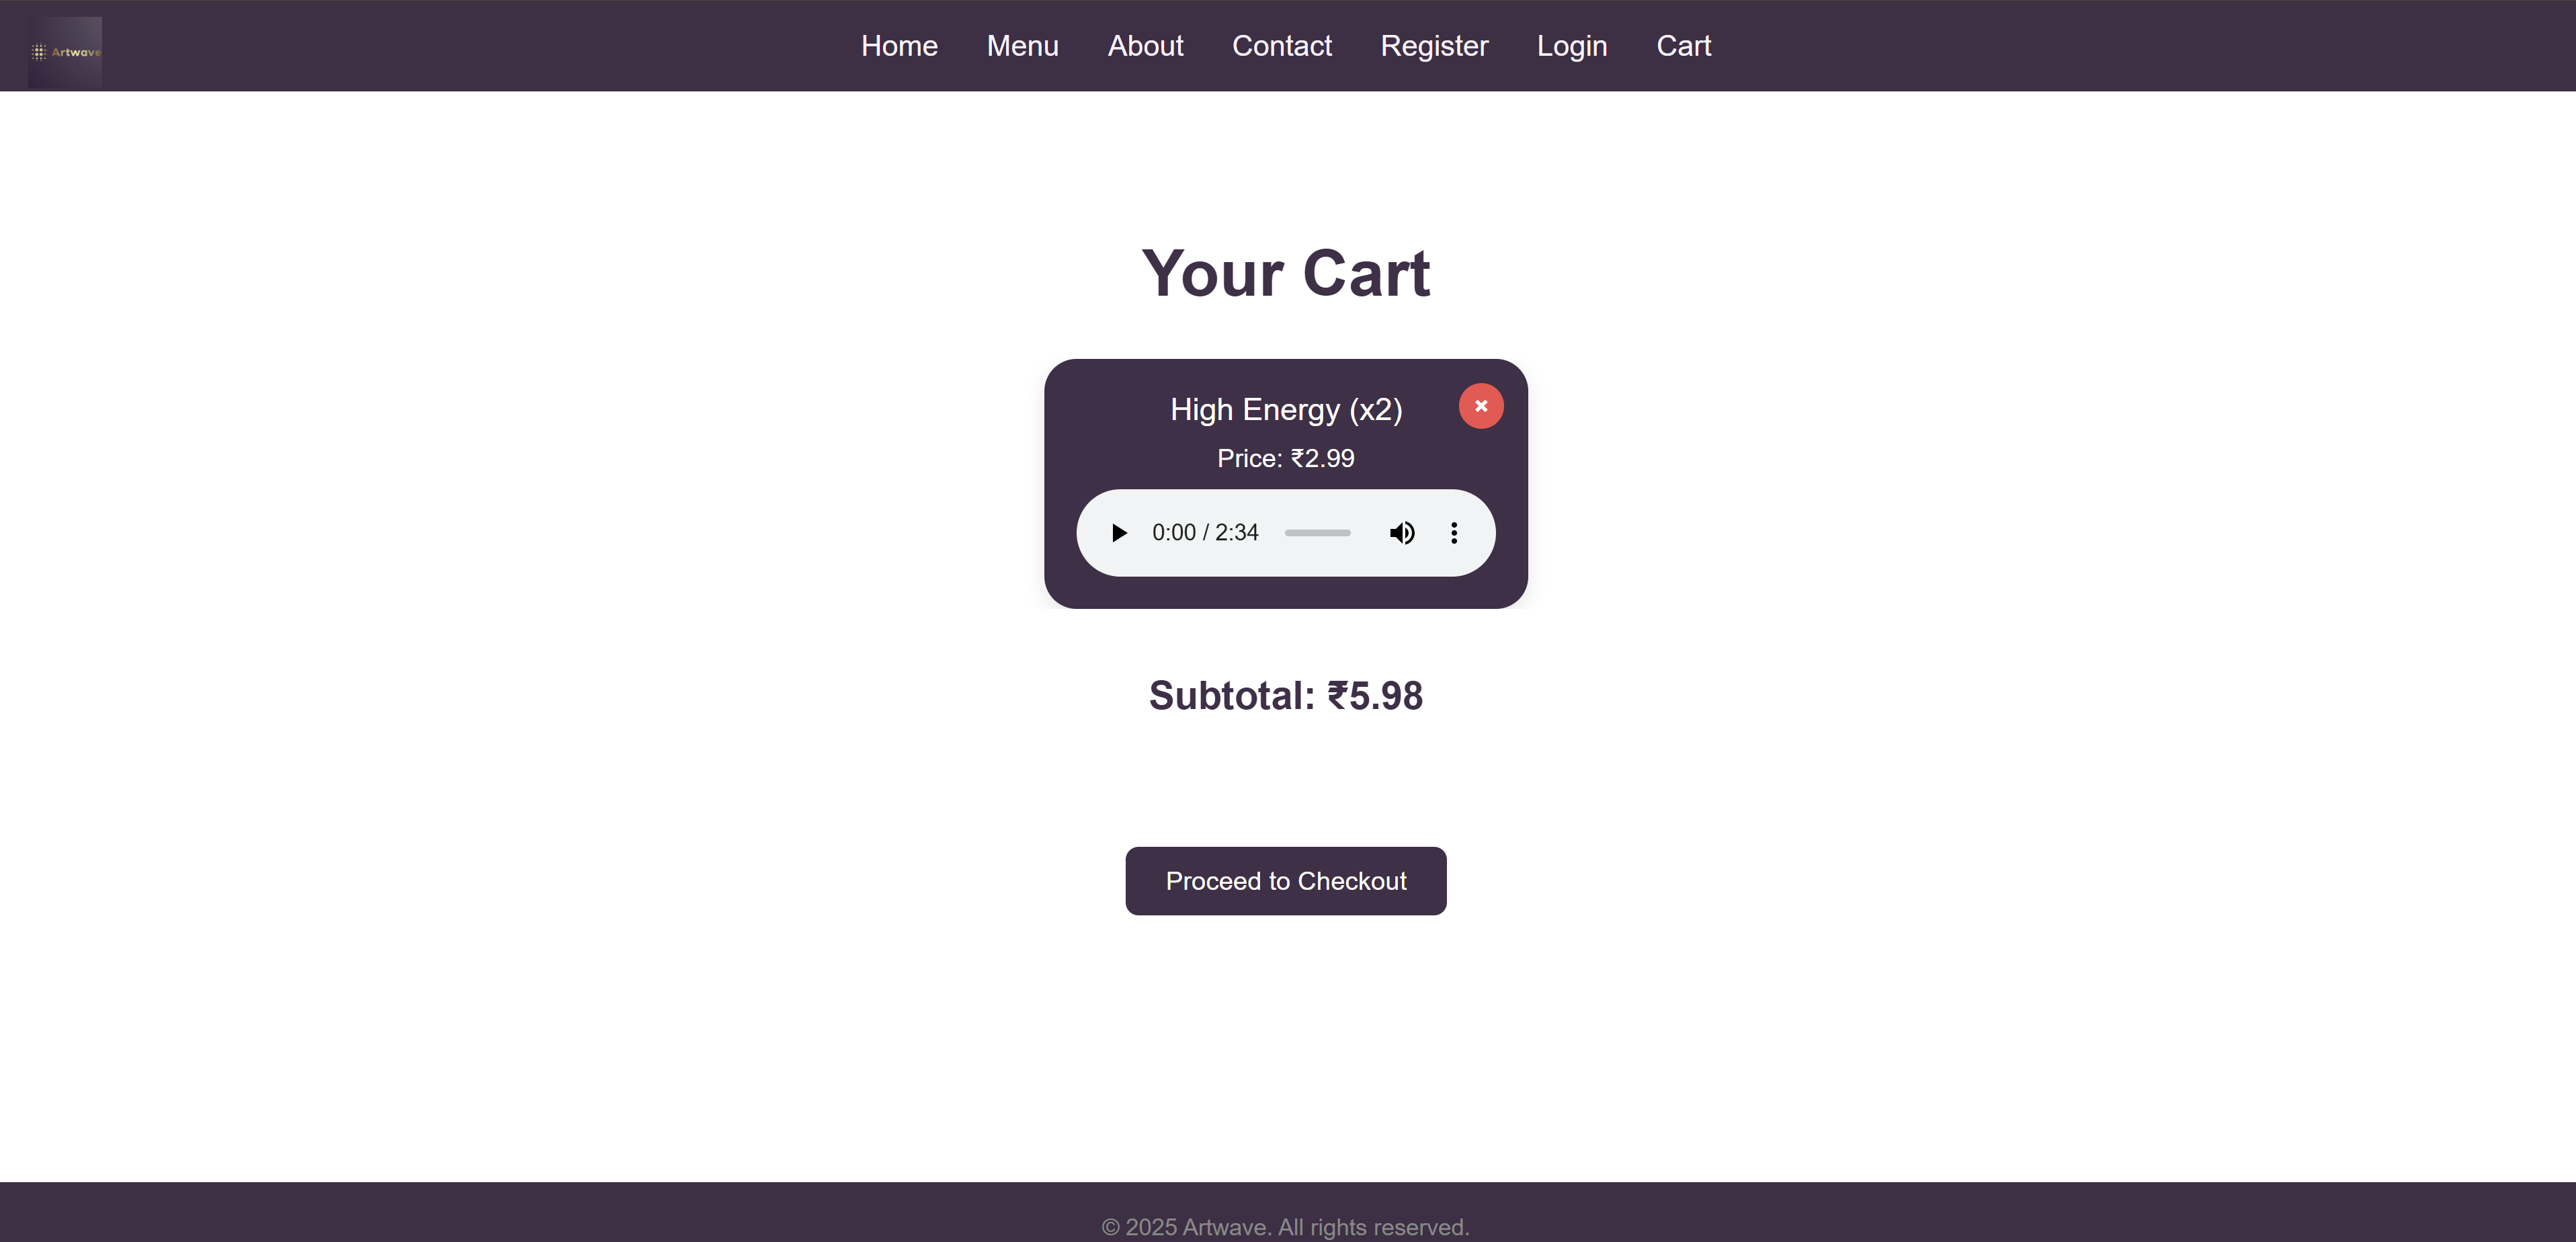 Artwave
Home Menu About Contact Register Login Cart
Your Cart
High Energy (x2)
Price: ₹2.99
0:00 / 2:34
Subtotal: ₹5.98
Proceed to Checkout
© 2025 Artwave. All rights reserved.